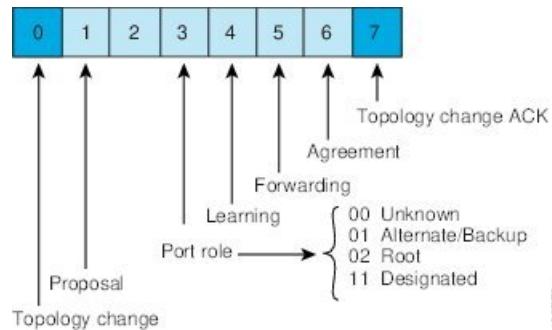 0 1 2 3 4 5 6 7
Topology change ACK
Agreement
Forwarding
Learning
Port role
00 Unknown
01 Alternate/Backup
02 Root
11 Designated
Proposal
Topology change